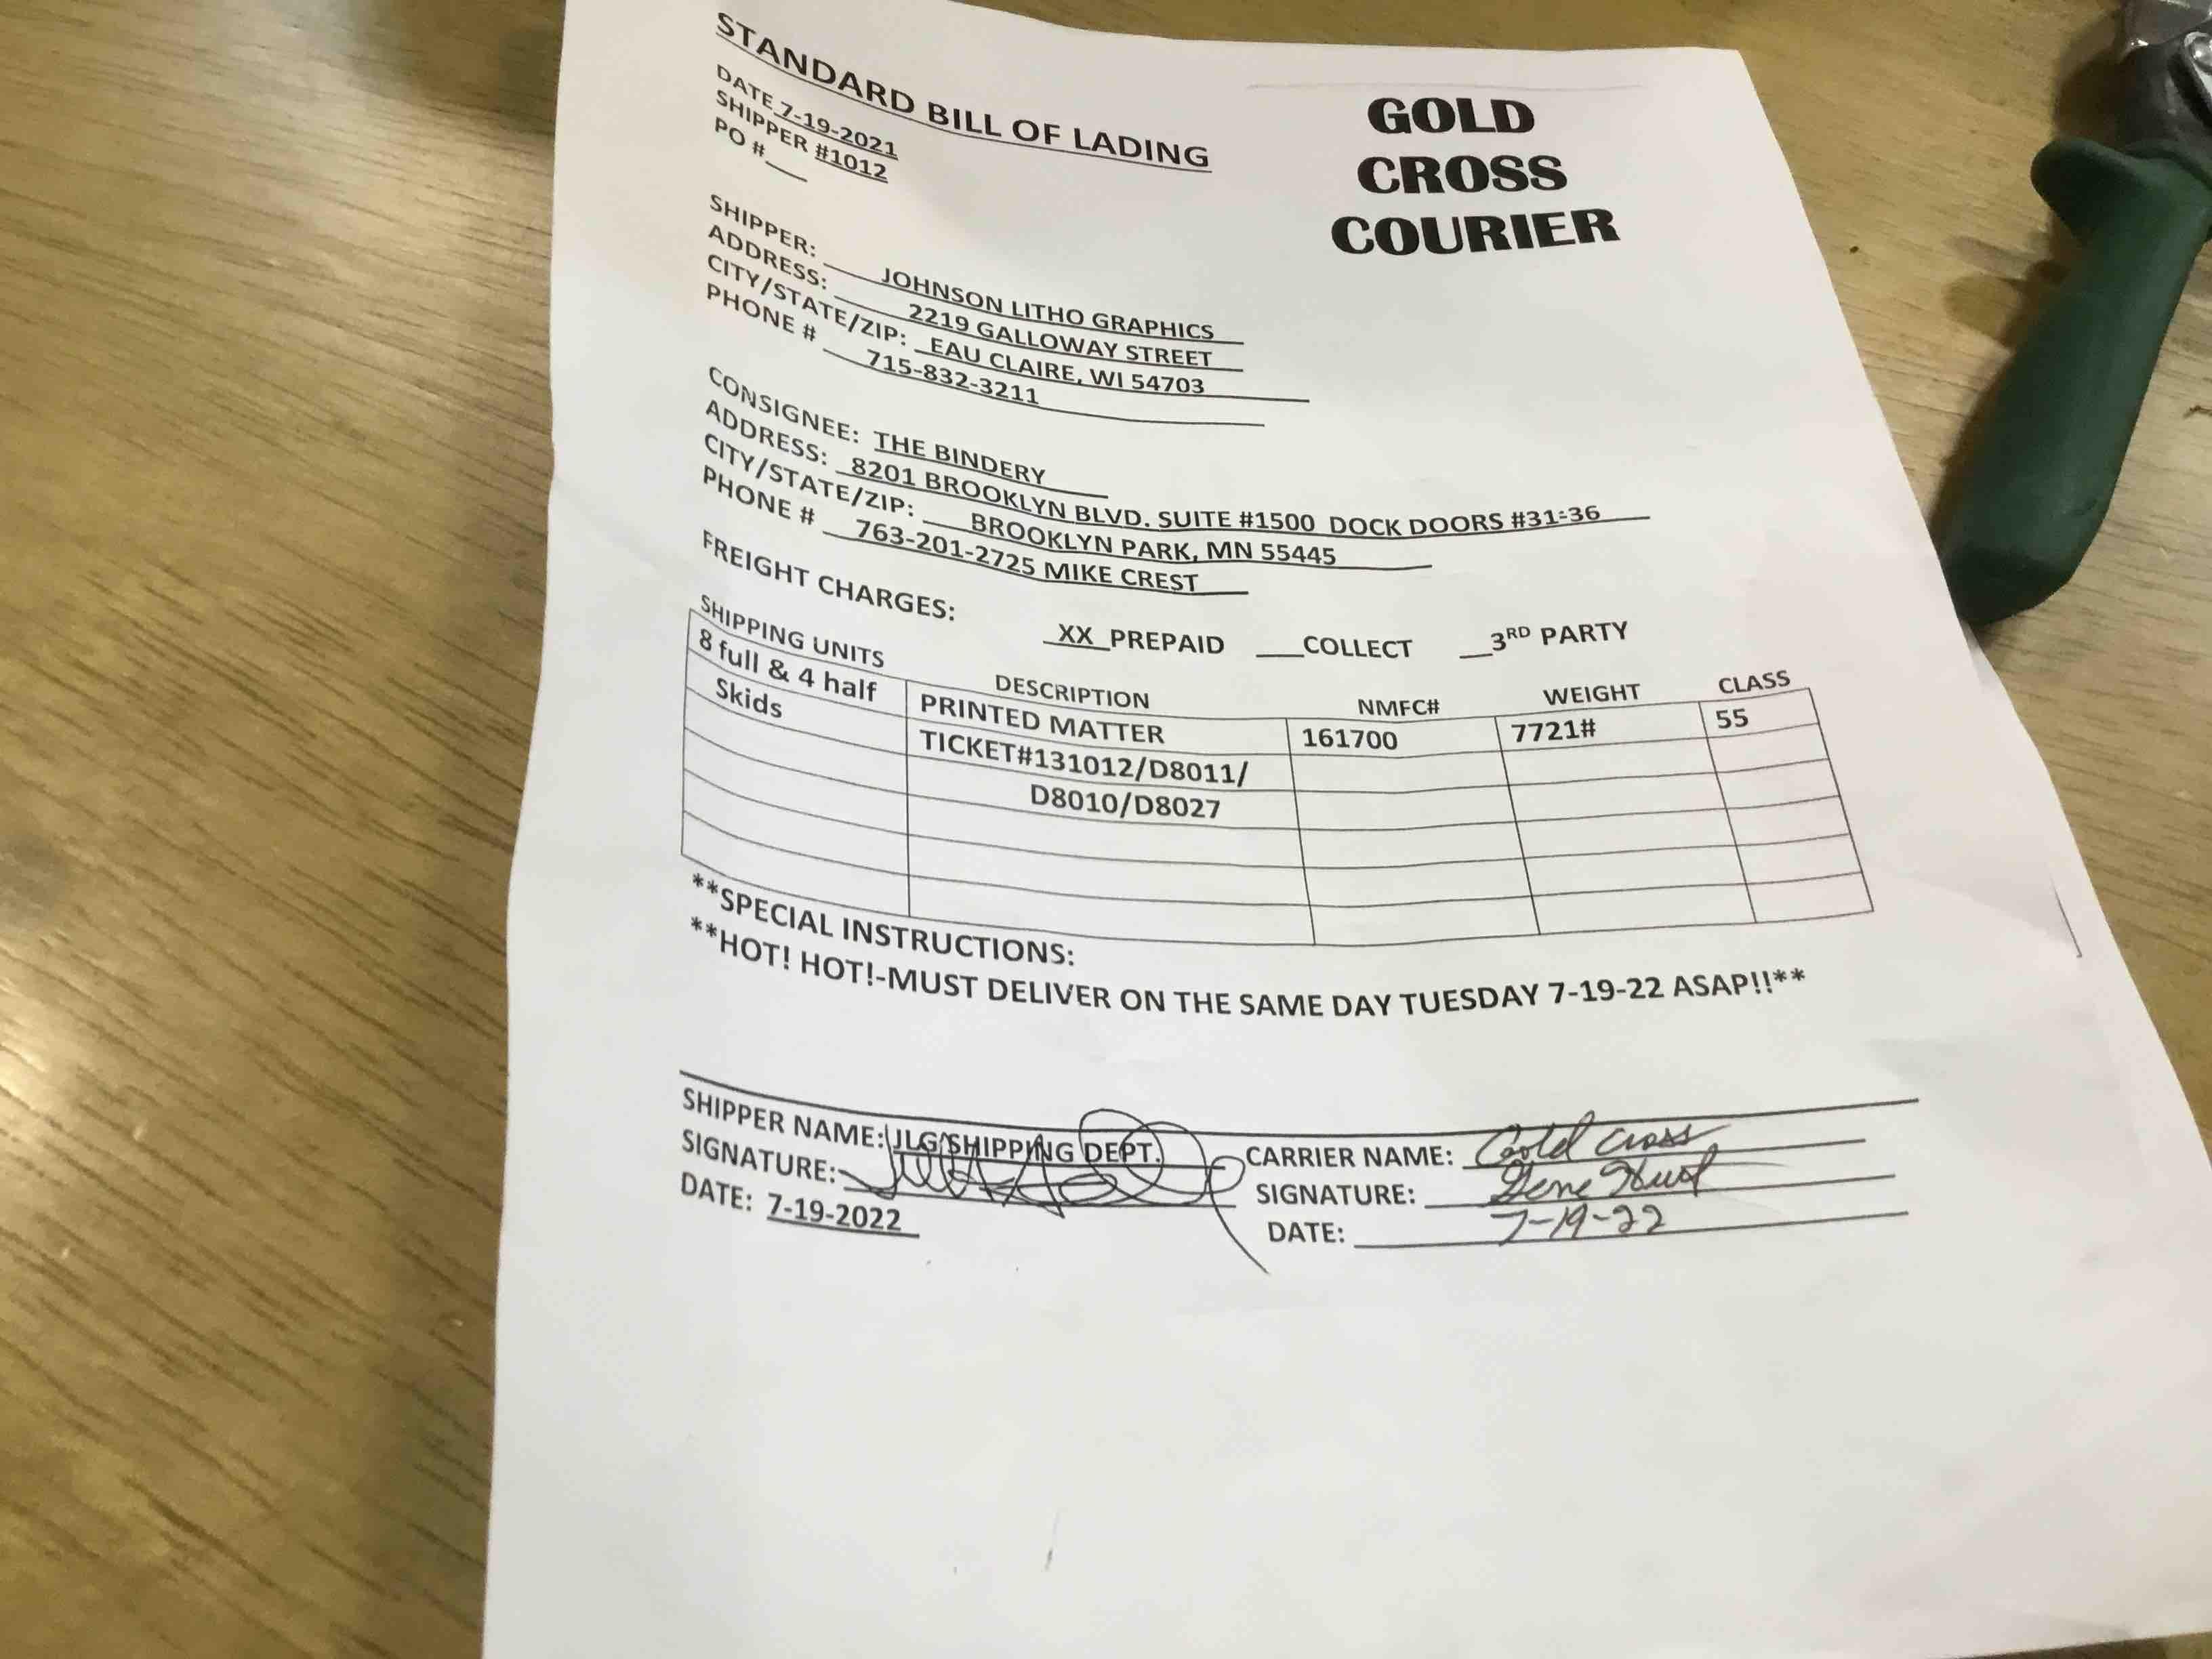 STANDARD BILL OF LADING
GOLD
CROSS
COURIER
DATE 7-19-2021
SHIPPER #1012
PO #___
SHIPPER: JOHNSON LITHO GRAPHICS
ADDRESS: 2219 GALLOWAY STREET
CITY/STATE/ZIP: EAU CLAIRE, WI 54703
PHONE # 715-832-3211
CONSIGNEE: THE BINDERY
ADDRESS: 8201 BROOKLYN BLVD. SUITE #1500 DOCK DOORS #31-36
CITY/STATE/ZIP: BROOKLYN PARK, MN 55445
PHONE # 763-201-2725 MIKE CREST
FREIGHT CHARGES: XX PREPAID ___COLLECT __3RD PARTY
SHIPPING UNITS DESCRIPTION NMFC# WEIGHT CLASS
8 full & 4 half PRINTED MATTER 161700 7721# 55
Skids TICKET#131012/D8011/
D8010/D8027
**SPECIAL INSTRUCTIONS:
**HOT! HOT!-MUST DELIVER ON THE SAME DAY TUESDAY 7-19-22 ASAP!!**
SHIPPER NAME: JLG/SHIPPING DEPT. CARRIER NAME: Gold Cross
SIGNATURE: SIGNATURE: Gene
DATE: 7-19-2022 DATE: 7-19-22